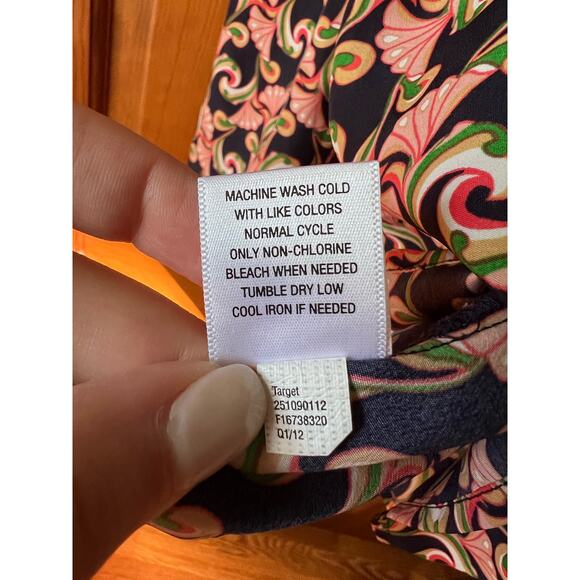 MACHINE WASH COLD
WITH LIKE COLORS
NORMAL CYCLE
ONLY NON-CHLORINE
BLEACH WHEN NEEDED
TUMBLE DRY LOW
COOL IRON IF NEEDED
Target
251090112
F16738320
Q1/12